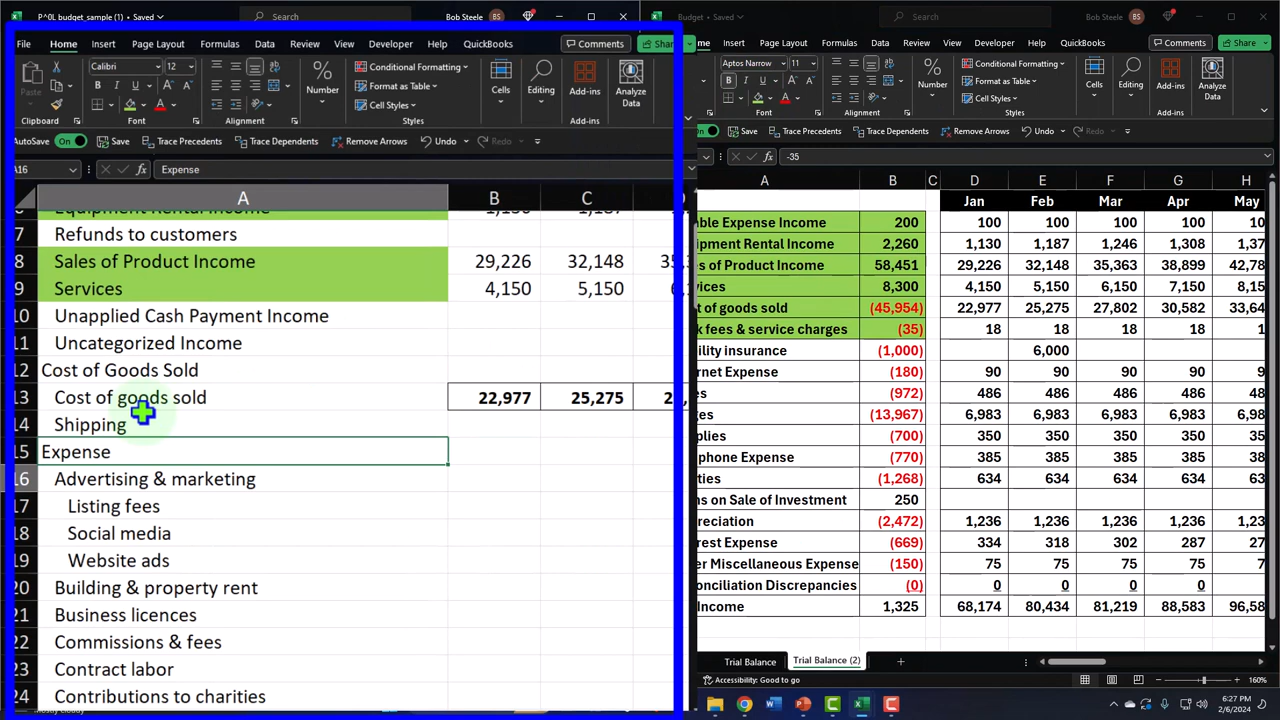 P^0L budget_sample (1) • Saved
Search
Bob Steele BS
File Home Insert Page Layout Formulas Data Review View Developer Help QuickBooks
Comments
Shar
Calibri 12
Paste
Clipboard
B I U
Font
Alignment
Number
Conditional Formatting
Format as Table
Cell Styles
Styles
Cells
Editing
Add-ins
Add-ins
Analyze Data
AutoSave On Save Trace Precedents Trace Dependents Remove Arrows Undo Redo
A16 Expense
A B C D
7 Refunds to customers
8 Sales of Product Income 29,226 32,148
9 Services 4,150 5,150
10 Unapplied Cash Payment Income
11 Uncategorized Income
12 Cost of Goods Sold
13 Cost of goods sold 22,977 25,275
14 Shipping
15 Expense
16 Advertising & marketing
17 Listing fees
18 Social media
19 Website ads
20 Building & property rent
21 Business licences
22 Commissions & fees
23 Contract labor
24 Contributions to charities
Budget • Saved
Search
Bob Steele BS
me Insert Page Layout Formulas Data Review View Developer Help QuickBooks
Comments
Share
Aptos Narrow 11
B I U
Font
Alignment
Number
Conditional Formatting
Format as Table
Cell Styles
Styles
Cells
Editing
Add-ins
Add-ins
Analyze Data
On Save Trace Precedents Trace Dependents Remove Arrows Undo Redo
-35
A B C D E F G H
Jan Feb Mar Apr May
ble Expense Income 200 100 100 100 100 10
ipment Rental Income 2,260 1,130 1,187 1,246 1,308 1,37
s of Product Income 58,451 29,226 32,148 35,363 38,899 42,78
vices 8,300 4,150 5,150 6,150 7,150 8,15
t of goods sold (45,954) 22,977 25,275 27,802 30,582 33,64
k fees & service charges (35) 18 18 18 18 1
ility insurance (1,000) 6,000
rnet Expense (180) 90 90 90 90 9
es (972) 486 486 486 486 48
ges (13,967) 6,983 6,983 6,983 6,983 6,98
plies (700) 350 350 350 350 35
phone Expense (770) 385 385 385 385 38
ties (1,268) 634 634 634 634 63
ns on Sale of Investment 250
reciation (2,472) 1,236 1,236 1,236 1,236 1,23
rest Expense (669) 334 318 302 287 27
er Miscellaneous Expense (150) 75 75 75 75 7
onciliation Discrepancies (0) 0 0 0 0
Income 1,325 68,174 80,434 81,219 88,583 96,58
Trial Balance Trial Balance (2)
Accessibility: Good to go
160%
6:27 PM
2/6/2024